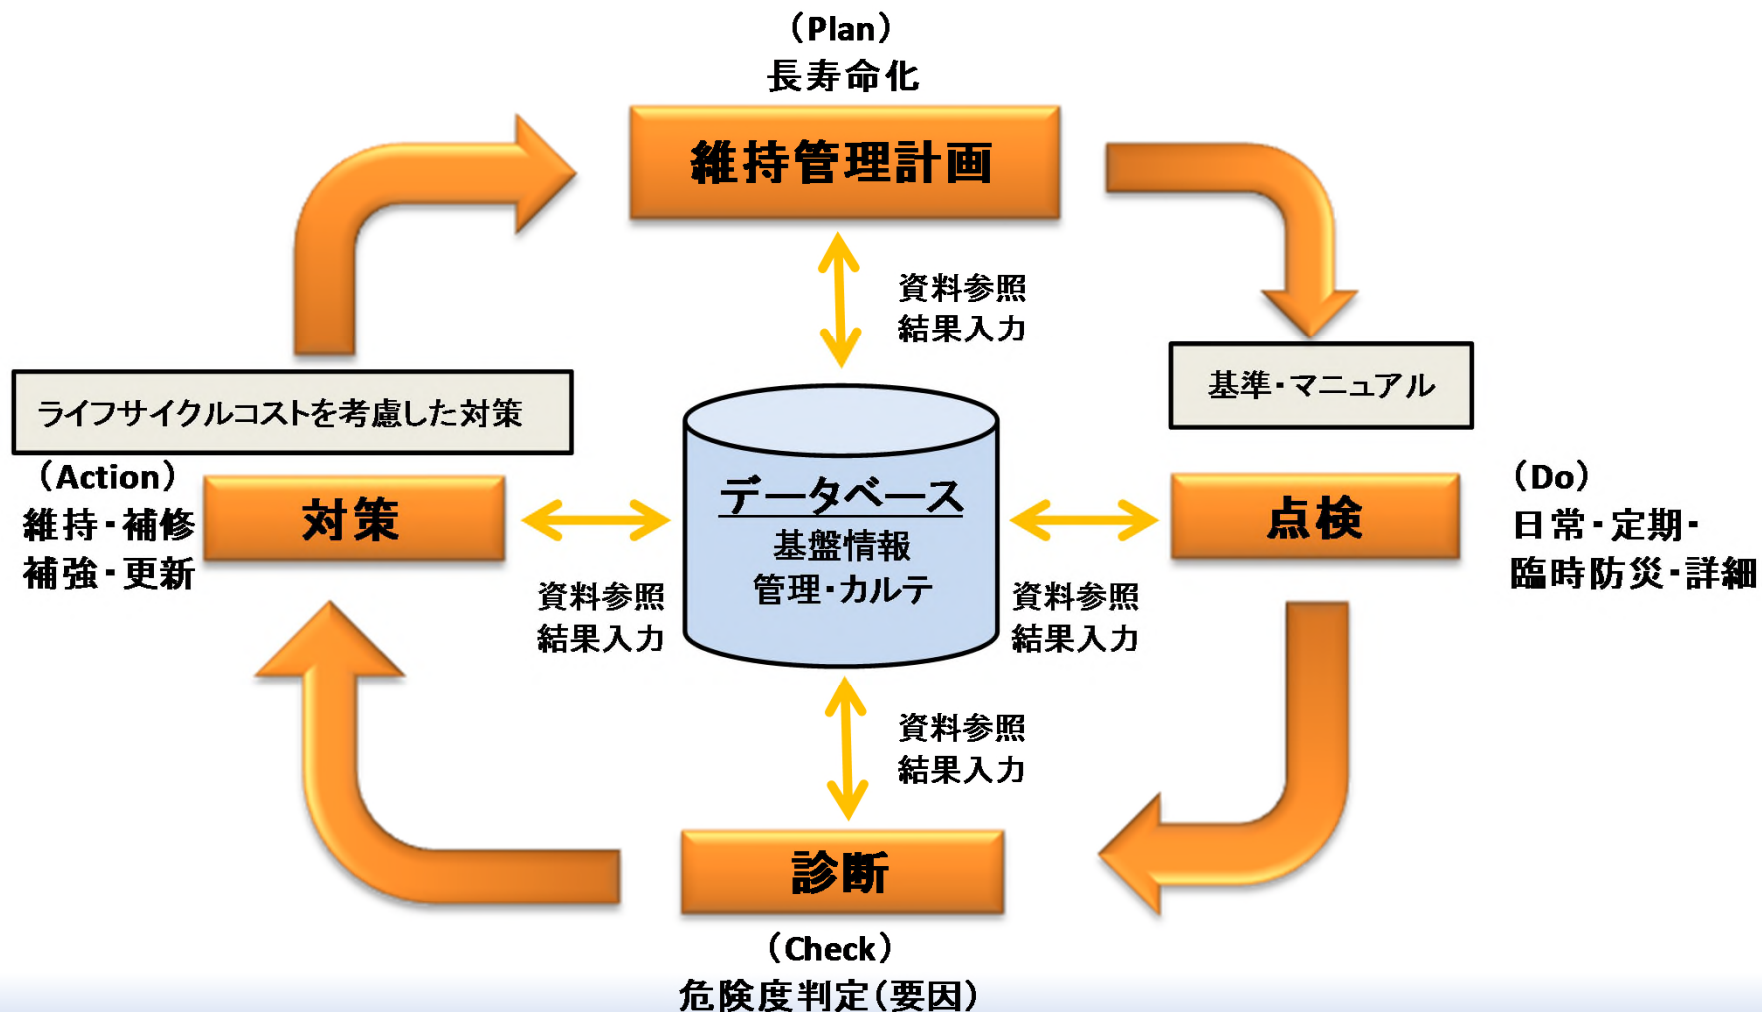 (Plan)
長寿命化
維持管理計画
資料参照
結果入力
基準・マニュアル
ライフサイクルコストを考慮した対策
(Action)
維持・補修
補強・更新
対策
データベース
基盤情報
管理・カルテ
点検
(Do)
日常・定期・
臨時防災・詳細
資料参照
結果入力
資料参照
結果入力
資料参照
結果入力
診断
(Check)
危険度判定(要因)